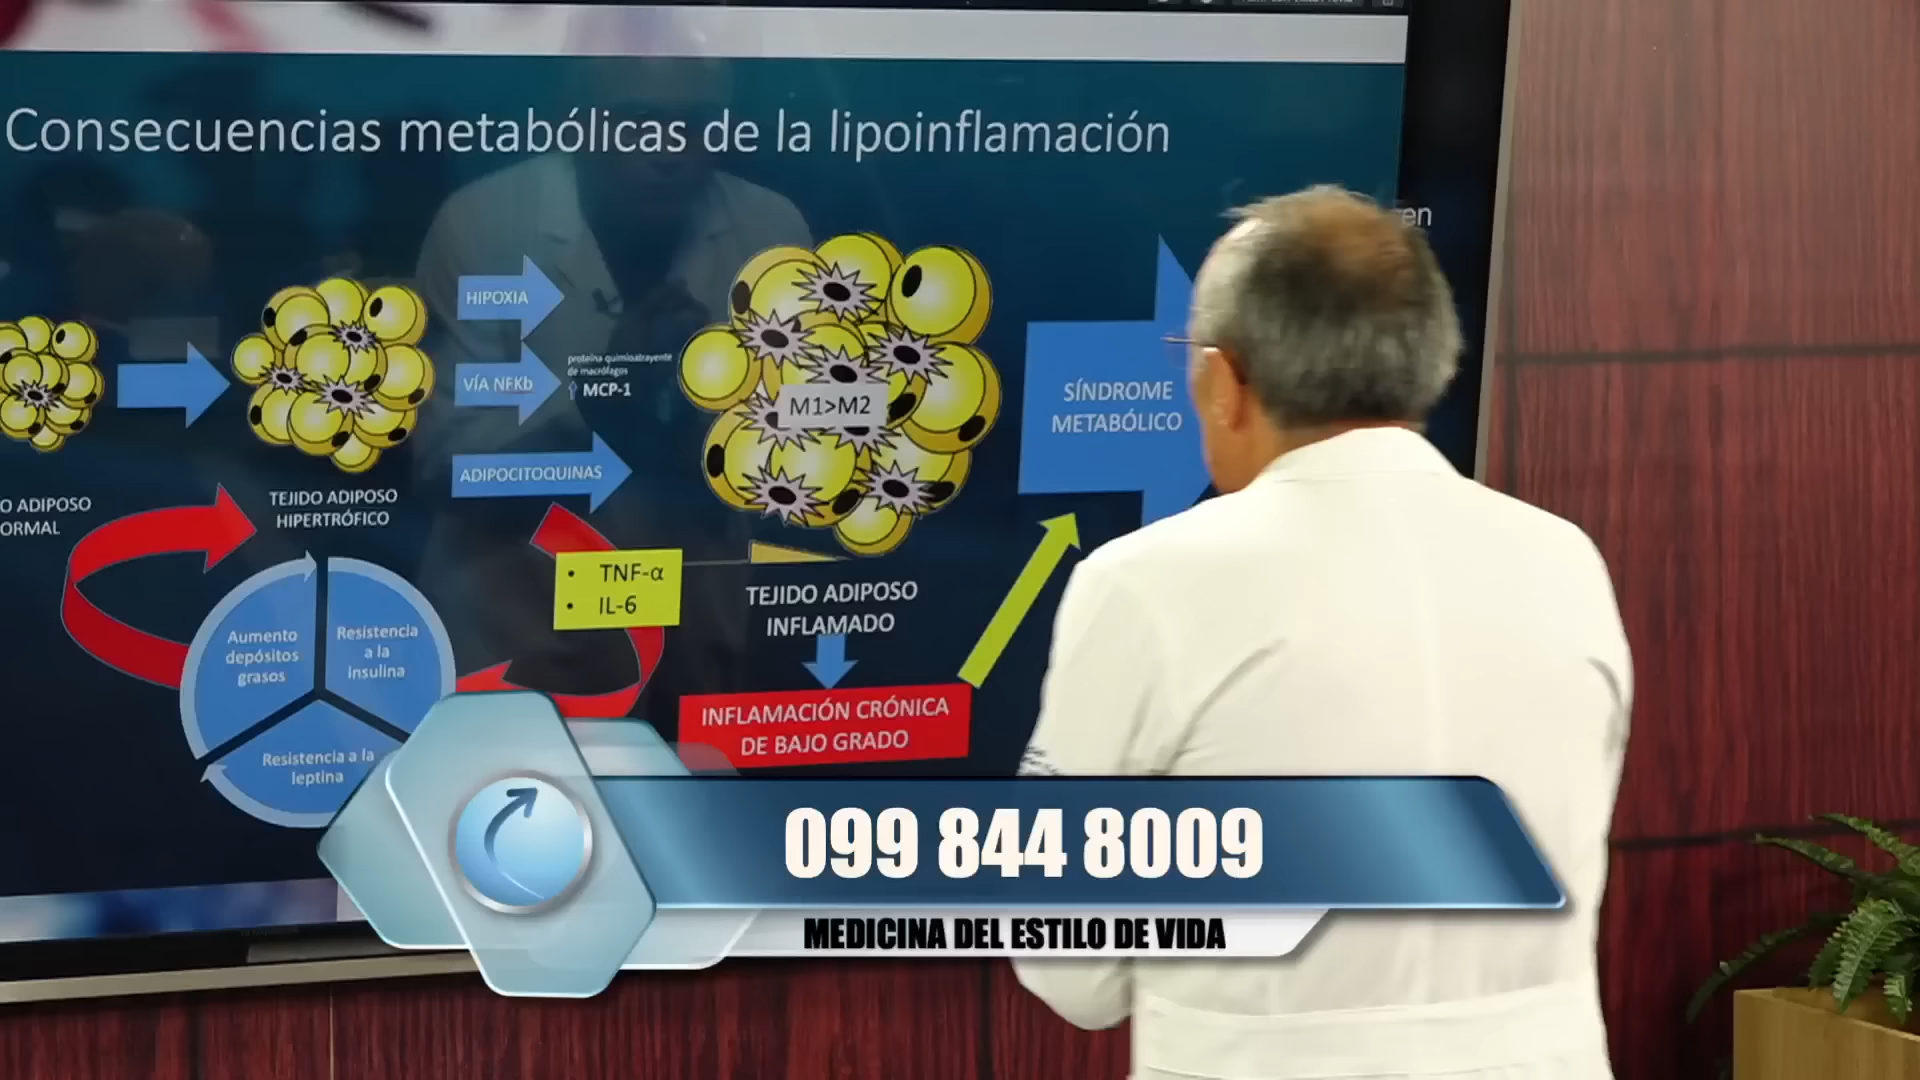 Consecuencias metabólicas de la lipoinflamación
en
HIPOXIA
VÍA NFKb
proteína quimioatrayente
de macrófagos
MCP-1
ADIPOCITOQUINAS
M1>M2
SÍNDROME
METABÓLICO
O ADIPOSO
ORMAL
TEJIDO ADIPOSO
HIPERTRÓFICO
• TNF-α
• IL-6
TEJIDO ADIPOSO
INFLAMADO
Aumento
depósitos
grasos
Resistencia
a la
insulina
Resistencia a la
leptina
INFLAMACIÓN CRÓNICA
DE BAJO GRADO
099 844 8009
MEDICINA DEL ESTILO DE VIDA